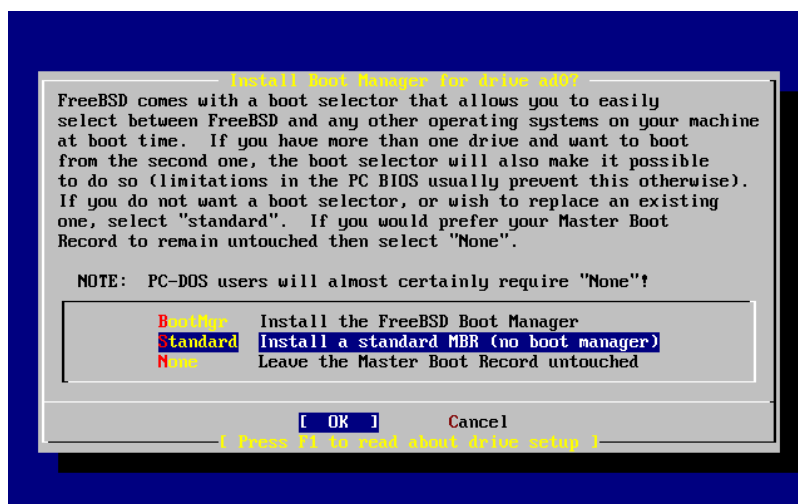 Install Boot Manager for drive ad0?
FreeBSD comes with a boot selector that allows you to easily
select between FreeBSD and any other operating systems on your machine
at boot time.  If you have more than one drive and want to boot
from the second one, the boot selector will also make it possible
to do so (limitations in the PC BIOS usually prevent this otherwise).
If you do not want a boot selector, or wish to replace an existing
one, select "standard".  If you would prefer your Master Boot
Record to remain untouched then select "None".
NOTE:  PC-DOS users will almost certainly require "None"!
BootMgr   Install the FreeBSD Boot Manager
Standard  Install a standard MBR (no boot manager)
None      Leave the Master Boot Record untouched
[  OK  ]       Cancel
[ Press F1 to read about drive setup ]